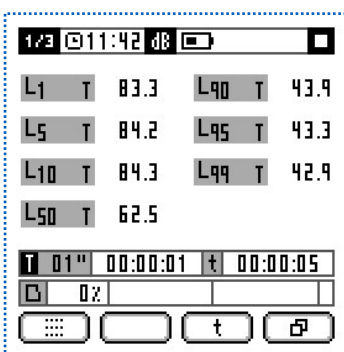 1/3 11:42 dB
L1 T 83.3 L90 T 43.9
L5 T 84.2 L95 T 43.3
L10 T 84.3 L99 T 42.9
L50 T 62.5
T 01" 00:00:01 t 00:00:05
0%
t